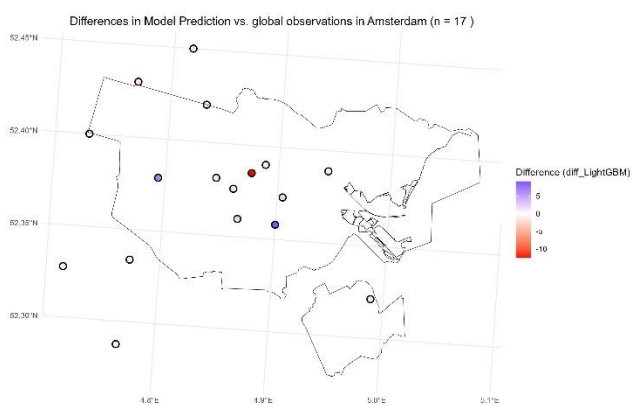 Differences in Model Prediction vs. global observations in Amsterdam (n = 17 )
52.45°N
52.40°N
52.35°N
52.30°N
Difference (diff_LightGBM)
5
0
-5
-10
4.8°E
4.9°E
5.0°E
5.1°E